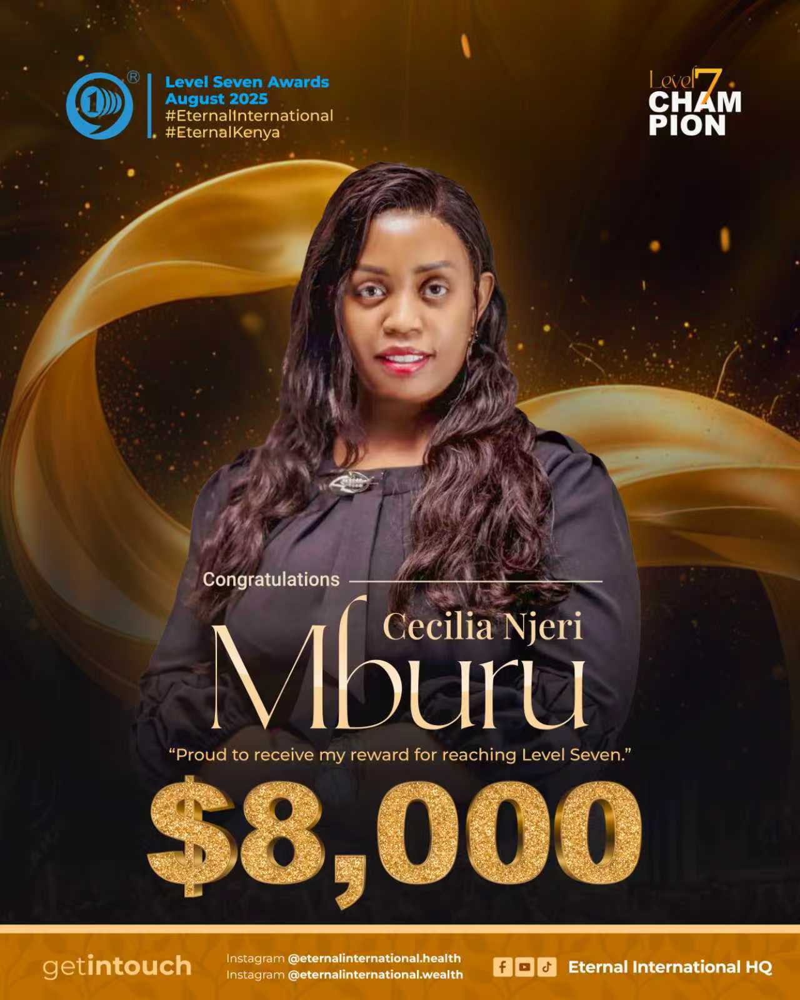 1
®
Level Seven Awards
August 2025
#EternalInternational
#EternalKenya
Level 7
CHAM
PION
Congratulations
Cecilia Njeri
Mburu
“Proud to receive my reward for reaching Level Seven.”
$8,000
getintouch
Instagram @eternalinternational.health
Instagram @eternalinternational.wealth
Eternal International HQ